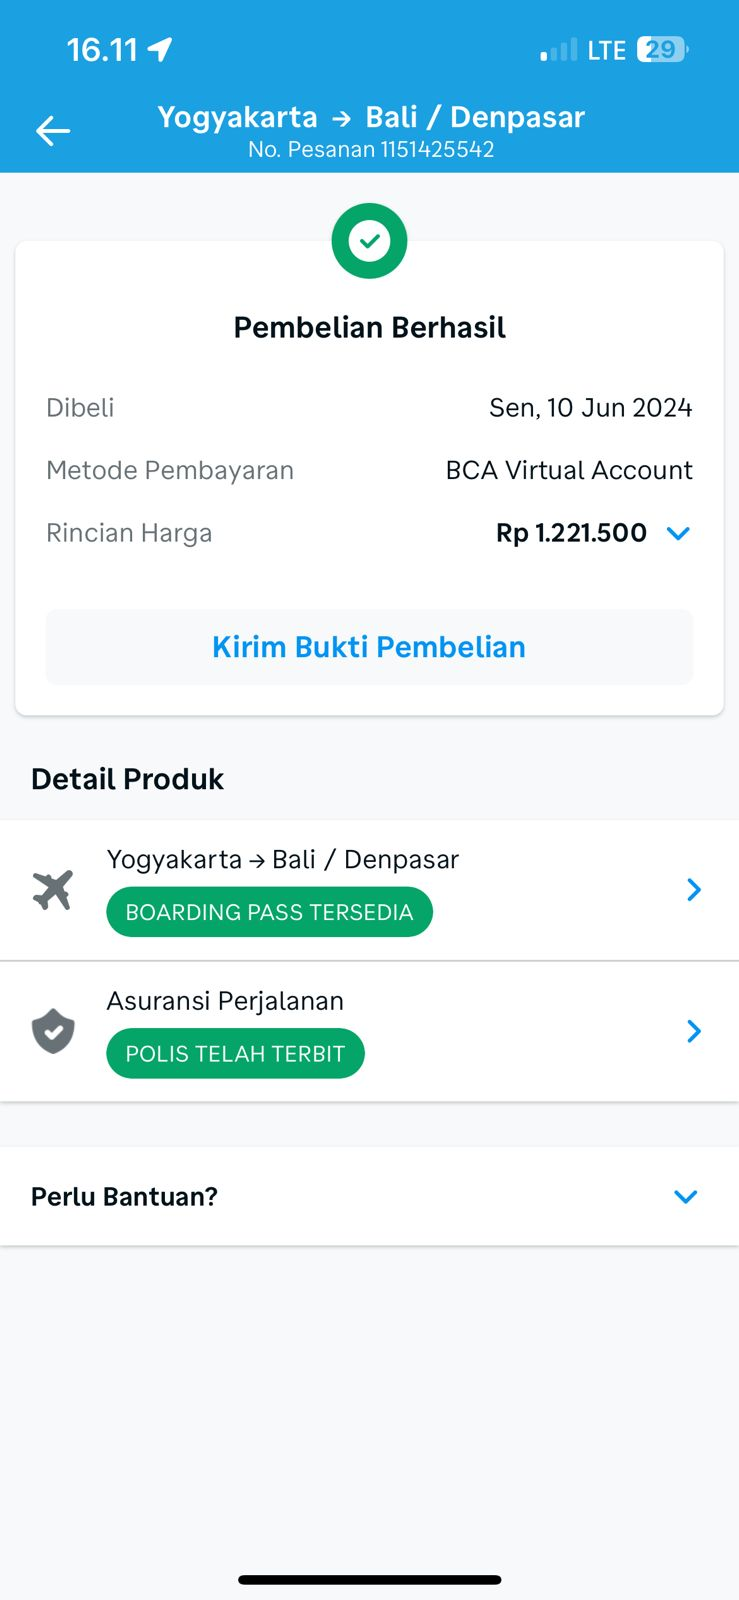 16.11
LTE 29
Yogyakarta → Bali / Denpasar
No. Pesanan 1151425542
Pembelian Berhasil
Dibeli Sen, 10 Jun 2024
Metode Pembayaran BCA Virtual Account
Rincian Harga Rp 1.221.500
Kirim Bukti Pembelian
Detail Produk
Yogyakarta → Bali / Denpasar
BOARDING PASS TERSEDIA
Asuransi Perjalanan
POLIS TELAH TERBIT
Perlu Bantuan?